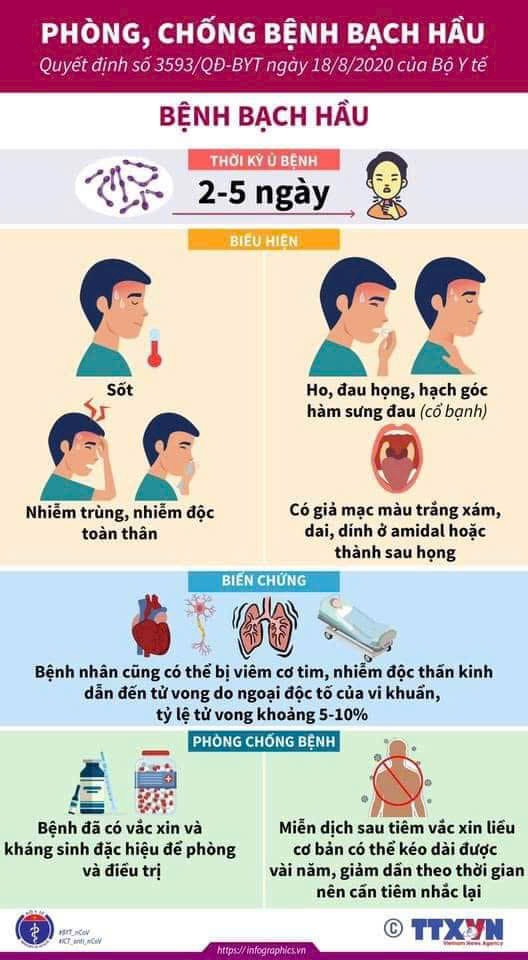 PHÒNG, CHỐNG BỆNH BẠCH HẦU
Quyết định số 3593/QĐ-BYT ngày 18/8/2020 của Bộ Y tế
BỆNH BẠCH HẦU
THỜI KỲ Ủ BỆNH
2-5 ngày
BIỂU HIỆN
Sốt
Ho, đau họng, hạch góc
hàm sưng đau (cổ bạnh)
Nhiễm trùng, nhiễm độc
toàn thân
Có giả mạc màu trắng xám,
dai, dính ở amidal hoặc
thành sau họng
BIẾN CHỨNG
Bệnh nhân cũng có thể bị viêm cơ tim, nhiễm độc thần kinh
dẫn đến tử vong do ngoại độc tố của vi khuẩn,
tỷ lệ tử vong khoảng 5-10%
PHÒNG CHỐNG BỆNH
Bệnh đã có vắc xin và
kháng sinh đặc hiệu để phòng
và điều trị
Miễn dịch sau tiêm vắc xin liều
cơ bản có thể kéo dài được
vài năm, giảm dần theo thời gian
nên cần tiêm nhắc lại
#BYT_nCoV
#ICT_anti_nCoV
© TTXVN
Vietnam News Agency
https://infographics.vn